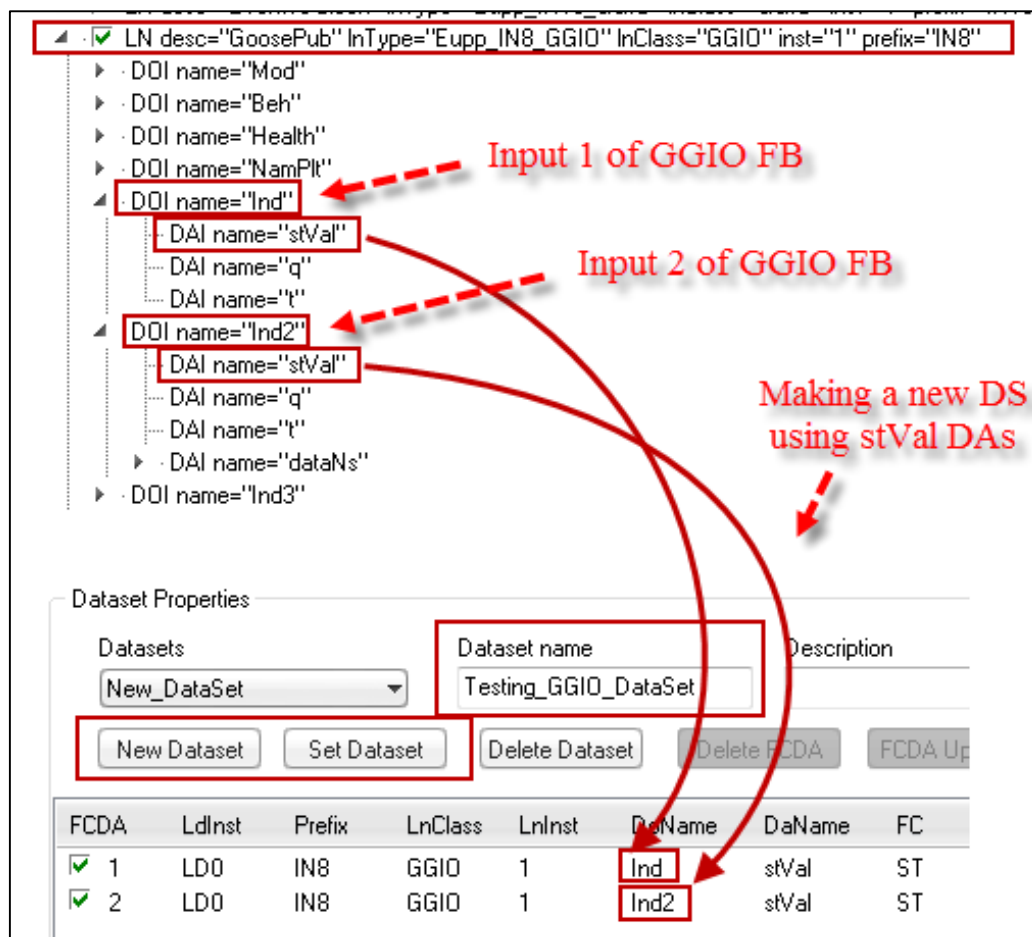 LN desc="GoosePub" lnType="Eupp_IN8_GGIO" lnClass="GGIO" inst="1" prefix="IN8"
DOI name="Mod"
DOI name="Beh"
DOI name="Health"
DOI name="NamPlt"
Input 1 of GGIO FB
DOI name="Ind"
DAI name="stVal"
DAI name="q"
Input 2 of GGIO FB
DAI name="t"
DOI name="Ind2"
DAI name="stVal"
DAI name="q"
Making a new DS
using stVal DAs
DAI name="t"
DAI name="dataNs"
DOI name="Ind3"
Dataset Properties
Datasets Dataset name Description
New_DataSet Testing_GGIO_DataSet
New Dataset Set Dataset Delete Dataset Delete FCDA FCDA Up
FCDA LdInst Prefix LnClass LnInst DoName DaName FC
1 LD0 IN8 GGIO 1 Ind stVal ST
2 LD0 IN8 GGIO 1 Ind2 stVal ST